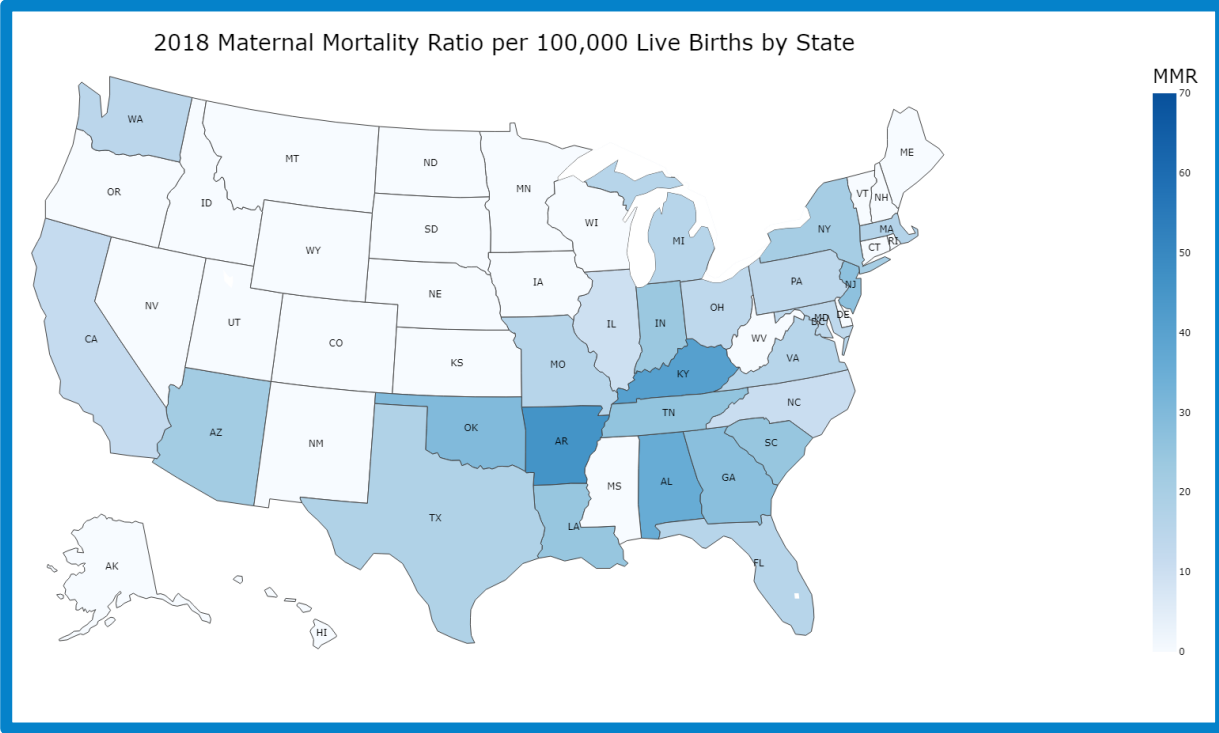 2018 Maternal Mortality Ratio per 100,000 Live Births by State
MMR
70
60
50
40
30
20
10
0
WA
MT
ND
MN
ME
OR
ID
SD
WI
VT
NH
WY
MI
NY
MA
CT
RI
NE
IA
PA
NJ
NV
UT
CO
IL
IN
OH
MD
DC
DE
CA
KS
MO
WV
VA
KY
NC
AZ
NM
OK
AR
TN
SC
TX
LA
MS
AL
GA
FL
AK
HI